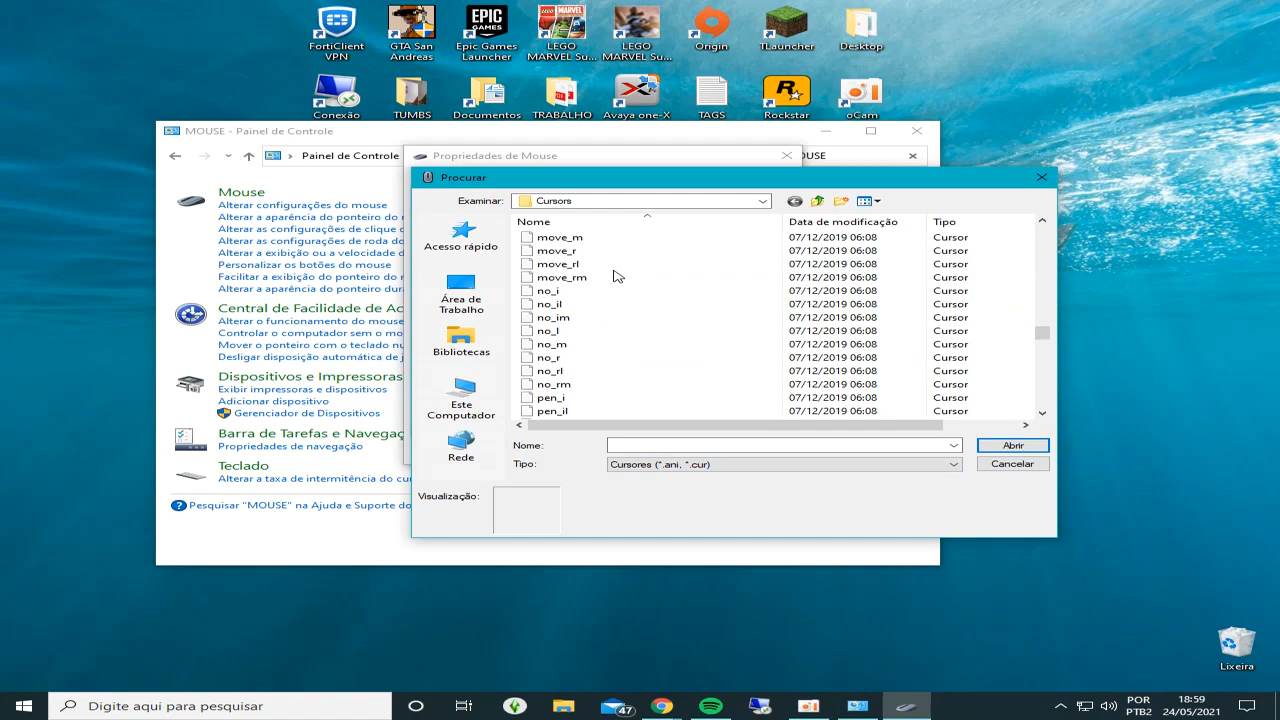 FortiClient VPN
GTA San Andreas
Epic Games Launcher
LEGO MARVEL Su...
LEGO MARVEL Su...
Origin
TLauncher
Desktop
Conexão
TUMBS
Documentos
TRABALHO
Avaya one-X
TAGS
Rockstar
oCam
MOUSE - Painel de Controle
Painel de Controle
OUSE
Mouse
Alterar configurações do mouse
Alterar a aparência do ponteiro do m
Alterar as configurações de clique d
Alterar as configurações de roda do
Alterar a exibição ou a velocidade d
Personalizar os botões do mouse
Facilitar a exibição do ponteiro do m
Alterar a aparência do ponteiro dura
Central de Facilidade de Ac
Alterar o funcionamento do mouse
Controlar o computador sem o mo
Mover o ponteiro com o teclado nu
Desligar disposição automática de j
Dispositivos e Impressoras
Exibir impressoras e dispositivos
Adicionar dispositivo
Gerenciador de Dispositivos
Barra de Tarefas e Navegaç
Propriedades de navegação
Teclado
Alterar a taxa de intermitência do cu
Pesquisar "MOUSE" na Ajuda e Suporte do
Propriedades de Mouse
Procurar
Examinar:
Cursors
Acesso rápido
Área de Trabalho
Bibliotecas
Este Computador
Rede
Nome
Data de modificação
Tipo
move_m 07/12/2019 06:08 Cursor
move_r 07/12/2019 06:08 Cursor
move_rl 07/12/2019 06:08 Cursor
move_rm 07/12/2019 06:08 Cursor
no_i 07/12/2019 06:08 Cursor
no_il 07/12/2019 06:08 Cursor
no_im 07/12/2019 06:08 Cursor
no_l 07/12/2019 06:08 Cursor
no_m 07/12/2019 06:08 Cursor
no_r 07/12/2019 06:08 Cursor
no_rl 07/12/2019 06:08 Cursor
no_rm 07/12/2019 06:08 Cursor
pen_i 07/12/2019 06:08 Cursor
pen_il 07/12/2019 06:08 Cursor
Nome:
Abrir
Tipo:
Cursores (*.ani, *.cur)
Cancelar
Visualização:
Lixeira
Digite aqui para pesquisar
47
POR
PTB2
18:59
24/05/2021